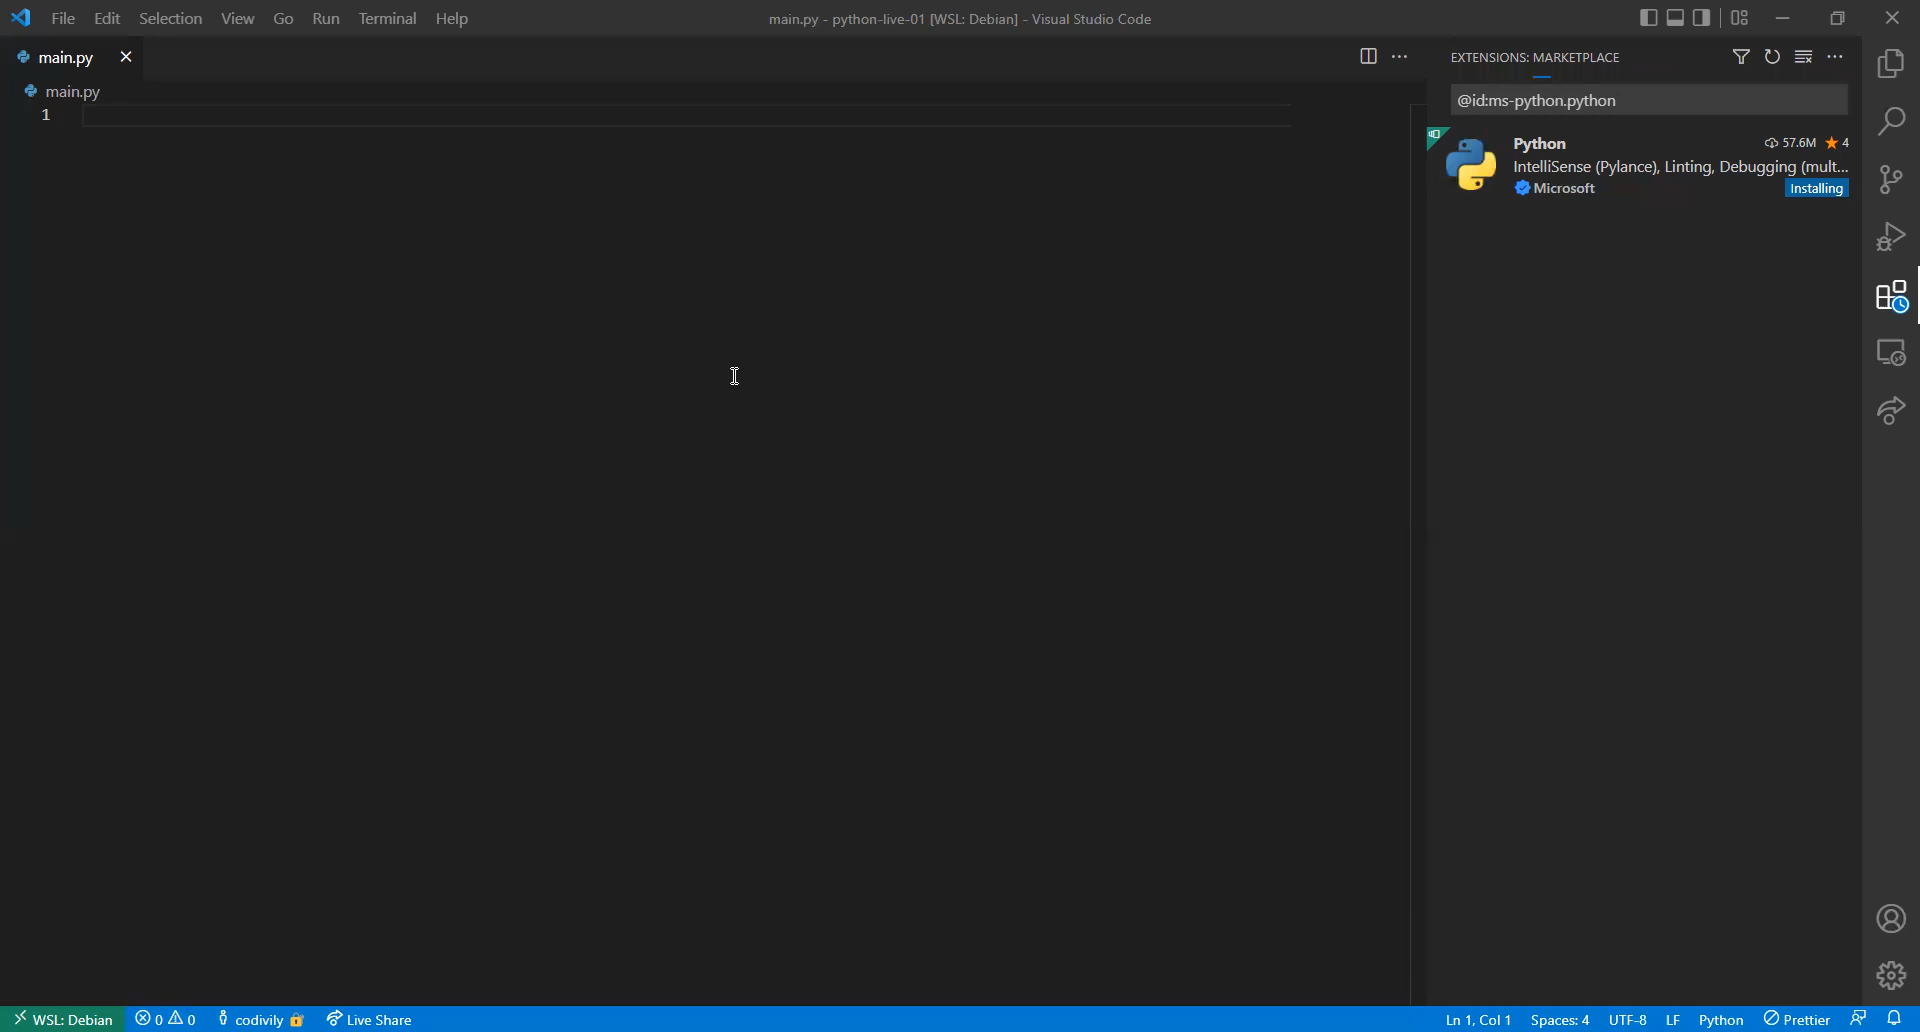 File Edit Selection View Go Run Terminal Help
main.py - python-live-01 [WSL: Debian] - Visual Studio Code
main.py
EXTENSIONS: MARKETPLACE
main.py
@id:ms-python.python
1
Python 57.6M 4
IntelliSense (Pylance), Linting, Debugging (mult...
Microsoft Installing
WSL: Debian 0 0 codivily Live Share Ln 1, Col 1 Spaces: 4 UTF-8 LF Python Prettier